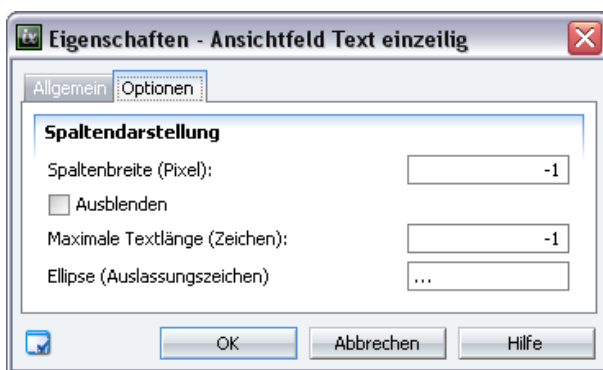 ix Eigenschaften - Ansichtfeld Text einzeilig
Allgemein Optionen
Spaltendarstellung
Spaltenbreite (Pixel): -1
Ausblenden
Maximale Textlänge (Zeichen): -1
Ellipse (Auslassungszeichen) ...
OK Abbrechen Hilfe